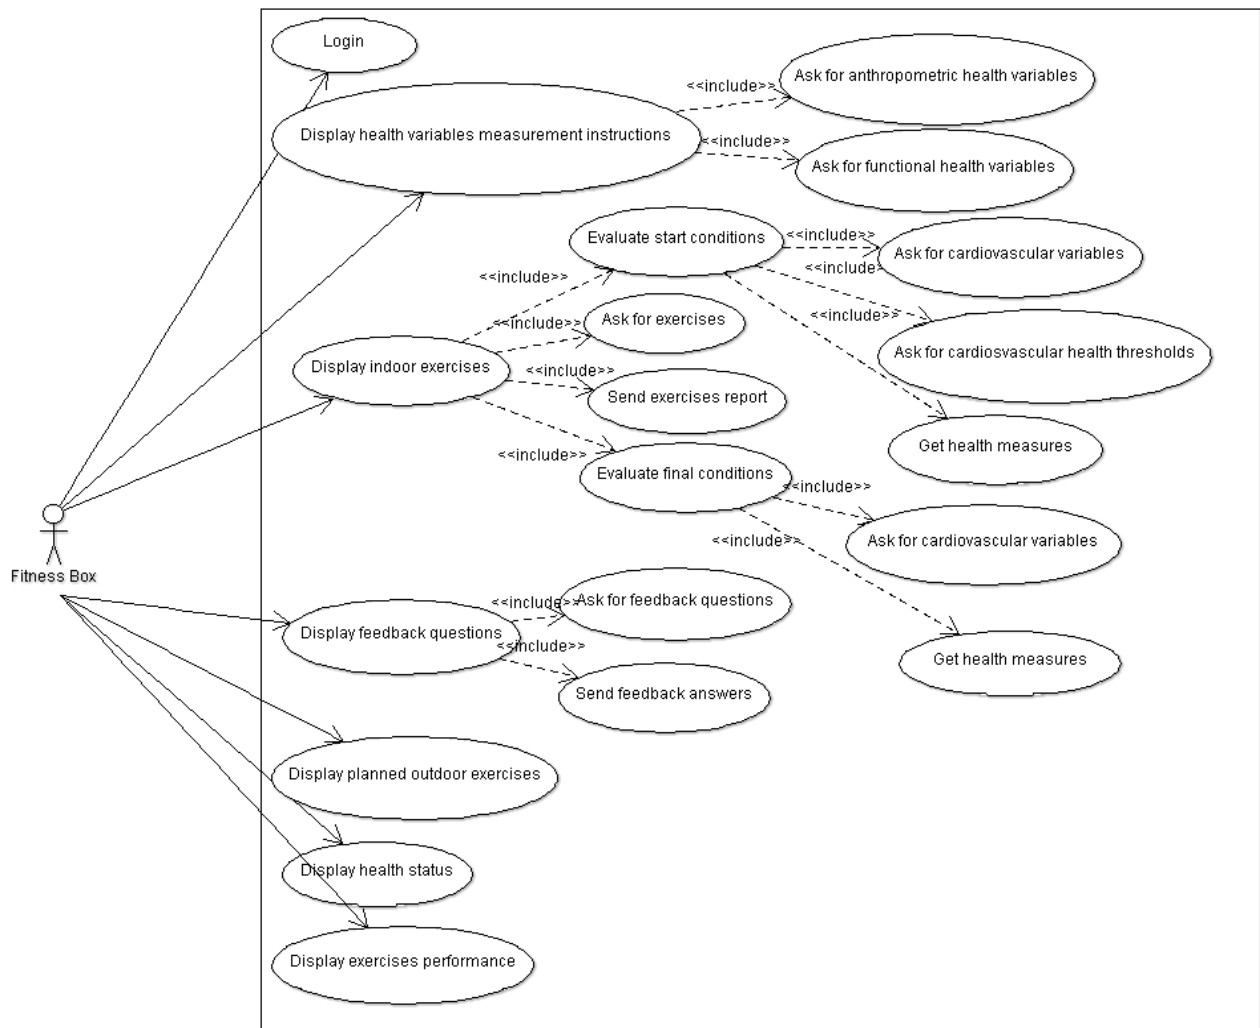 Login
Ask for anthropometric health variables
<<include>>
Display health variables measurement instructions
<<include>>
Ask for functional health variables
Evaluate start conditions
<<include>>
Ask for cardiovascular variables
<<include>>
<<include>>
Ask for exercises
<<include>>
<<include>>
Ask for cardiosvascular health thresholds
Display indoor exercises
<<include>>
Send exercises report
Get health measures
<<include>>
Evaluate final conditions
<<include>>
Ask for cardiovascular variables
<<include>>
Fitness Box
<<include>>
Ask for feedback questions
Display feedback questions
<<include>>
Get health measures
Send feedback answers
Display planned outdoor exercises
Display health status
Display exercises performance